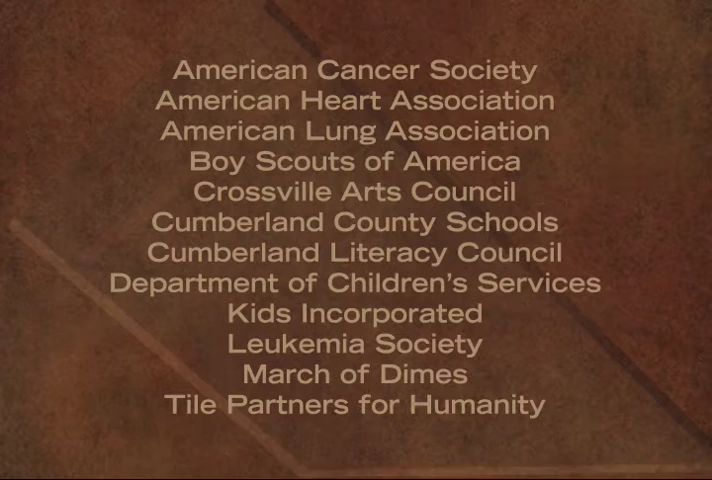 American Cancer Society
American Heart Association
American Lung Association
Boy Scouts of America
Crossville Arts Council
Cumberland County Schools
Cumberland Literacy Council
Department of Children’s Services
Kids Incorporated
Leukemia Society
March of Dimes
Tile Partners for Humanity